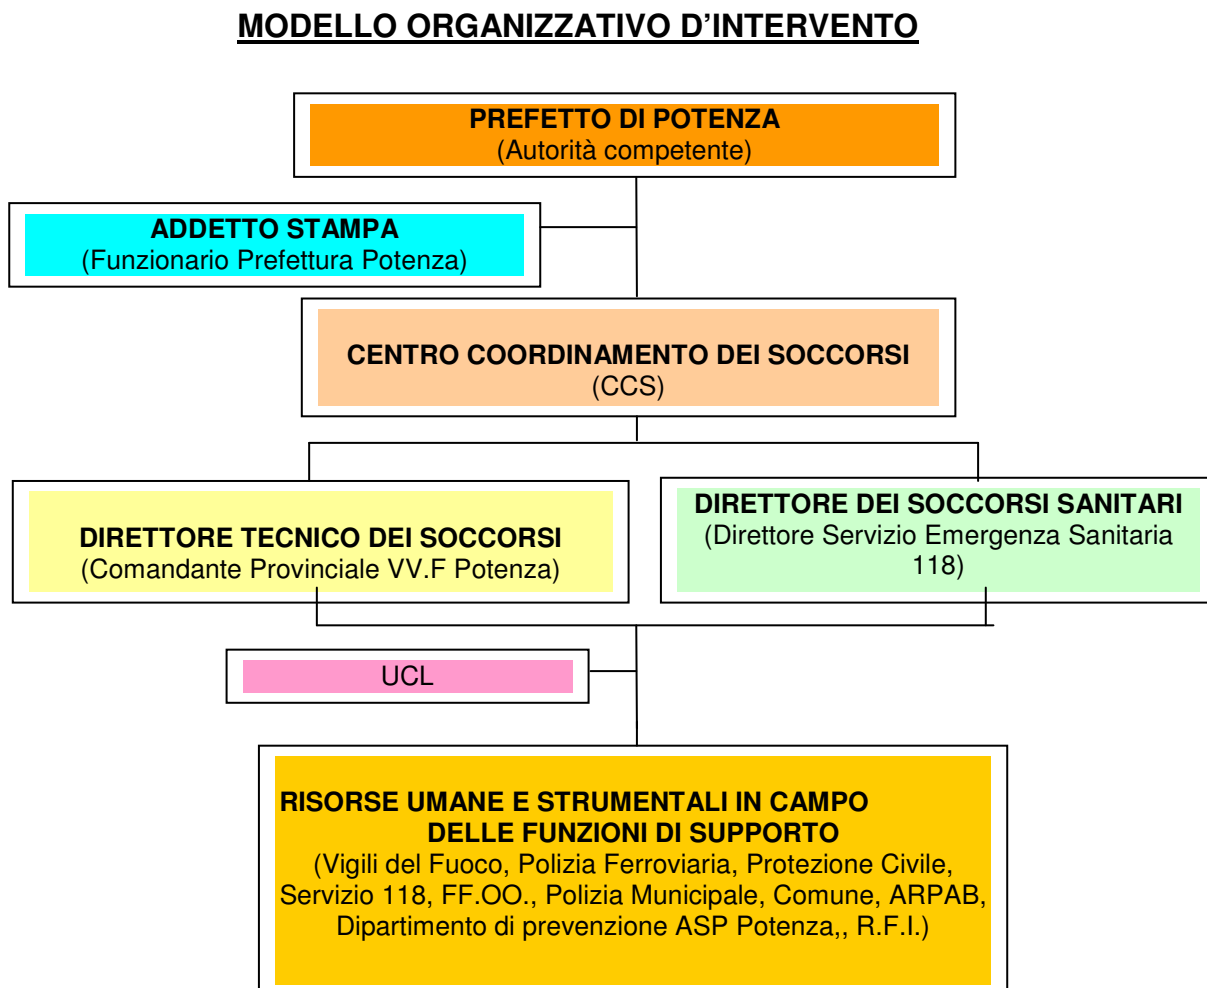 MODELLO ORGANIZZATIVO D'INTERVENTO
PREFETTO DI POTENZA
(Autorità competente)
ADDETTO STAMPA
(Funzionario Prefettura Potenza)
CENTRO COORDINAMENTO DEI SOCCORSI
(CCS)
DIRETTORE TECNICO DEI SOCCORSI
(Comandante Provinciale VV.F Potenza)
DIRETTORE DEI SOCCORSI SANITARI
(Direttore Servizio Emergenza Sanitaria
118)
UCL
RISORSE UMANE E STRUMENTALI IN CAMPO
DELLE FUNZIONI DI SUPPORTO
(Vigili del Fuoco, Polizia Ferroviaria, Protezione Civile,
Servizio 118, FF.OO., Polizia Municipale, Comune, ARPAB,
Dipartimento di prevenzione ASP Potenza,, R.F.I.)